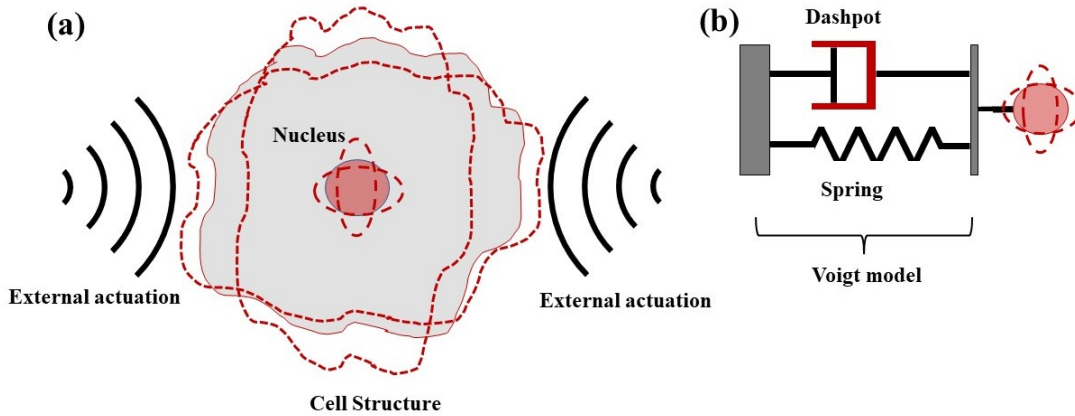 (a)
Nucleus
External actuation
External actuation
Cell Structure
(b)
Dashpot
Spring
Voigt model